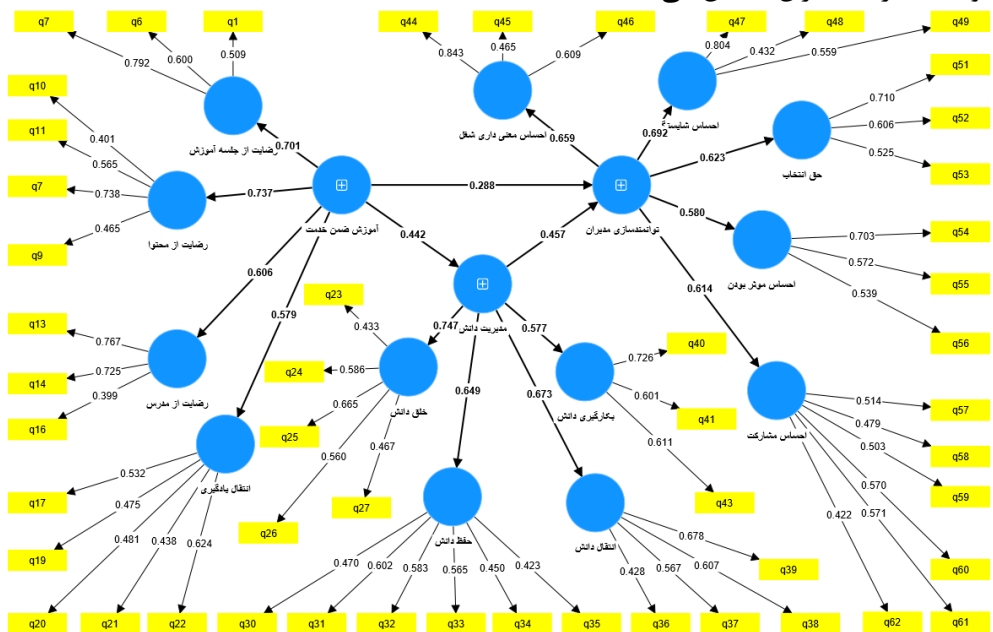 q7
q6
q1
q44
q45
q46
q47
q48
q49
0.792
0.600
0.509
0.843
0.465
0.609
0.804
0.432
0.559
q10
q11
q7
q9
0.401
0.565
0.738
0.465
رضایت از جلسه آموزش
0.701
احساس معنی داری شغل
0.659
احساس شایستگی
0.692
q51
q52
q53
0.710
0.606
0.525
حق انتخاب
0.623
رضایت از محتوا
0.737
آموزش ضمن خدمت
0.288
توانمندسازی مدیران
0.442
0.457
0.580
احساس موثر بودن
0.703
0.572
0.539
q54
q55
q56
0.606
0.579
0.614
مدیریت دانش
q13
q14
q16
0.767
0.725
0.399
رضایت از مدرس
q23
q24
q25
q26
q27
0.433
0.586
0.665
0.560
0.467
خلق دانش
0.747
0.577
0.649
0.673
بکارگیری دانش
0.726
0.601
0.611
q40
q41
q43
احساس مشارکت
0.514
0.479
0.503
0.570
0.571
0.422
q57
q58
q59
q60
q61
q62
انتقال یادگیری
0.532
0.475
0.481
0.438
0.624
q17
q19
q20
q21
q22
حفظ دانش
0.470
0.602
0.583
0.565
0.450
0.423
q30
q31
q32
q33
q34
q35
انتقال دانش
0.428
0.567
0.607
0.678
q36
q37
q38
q39